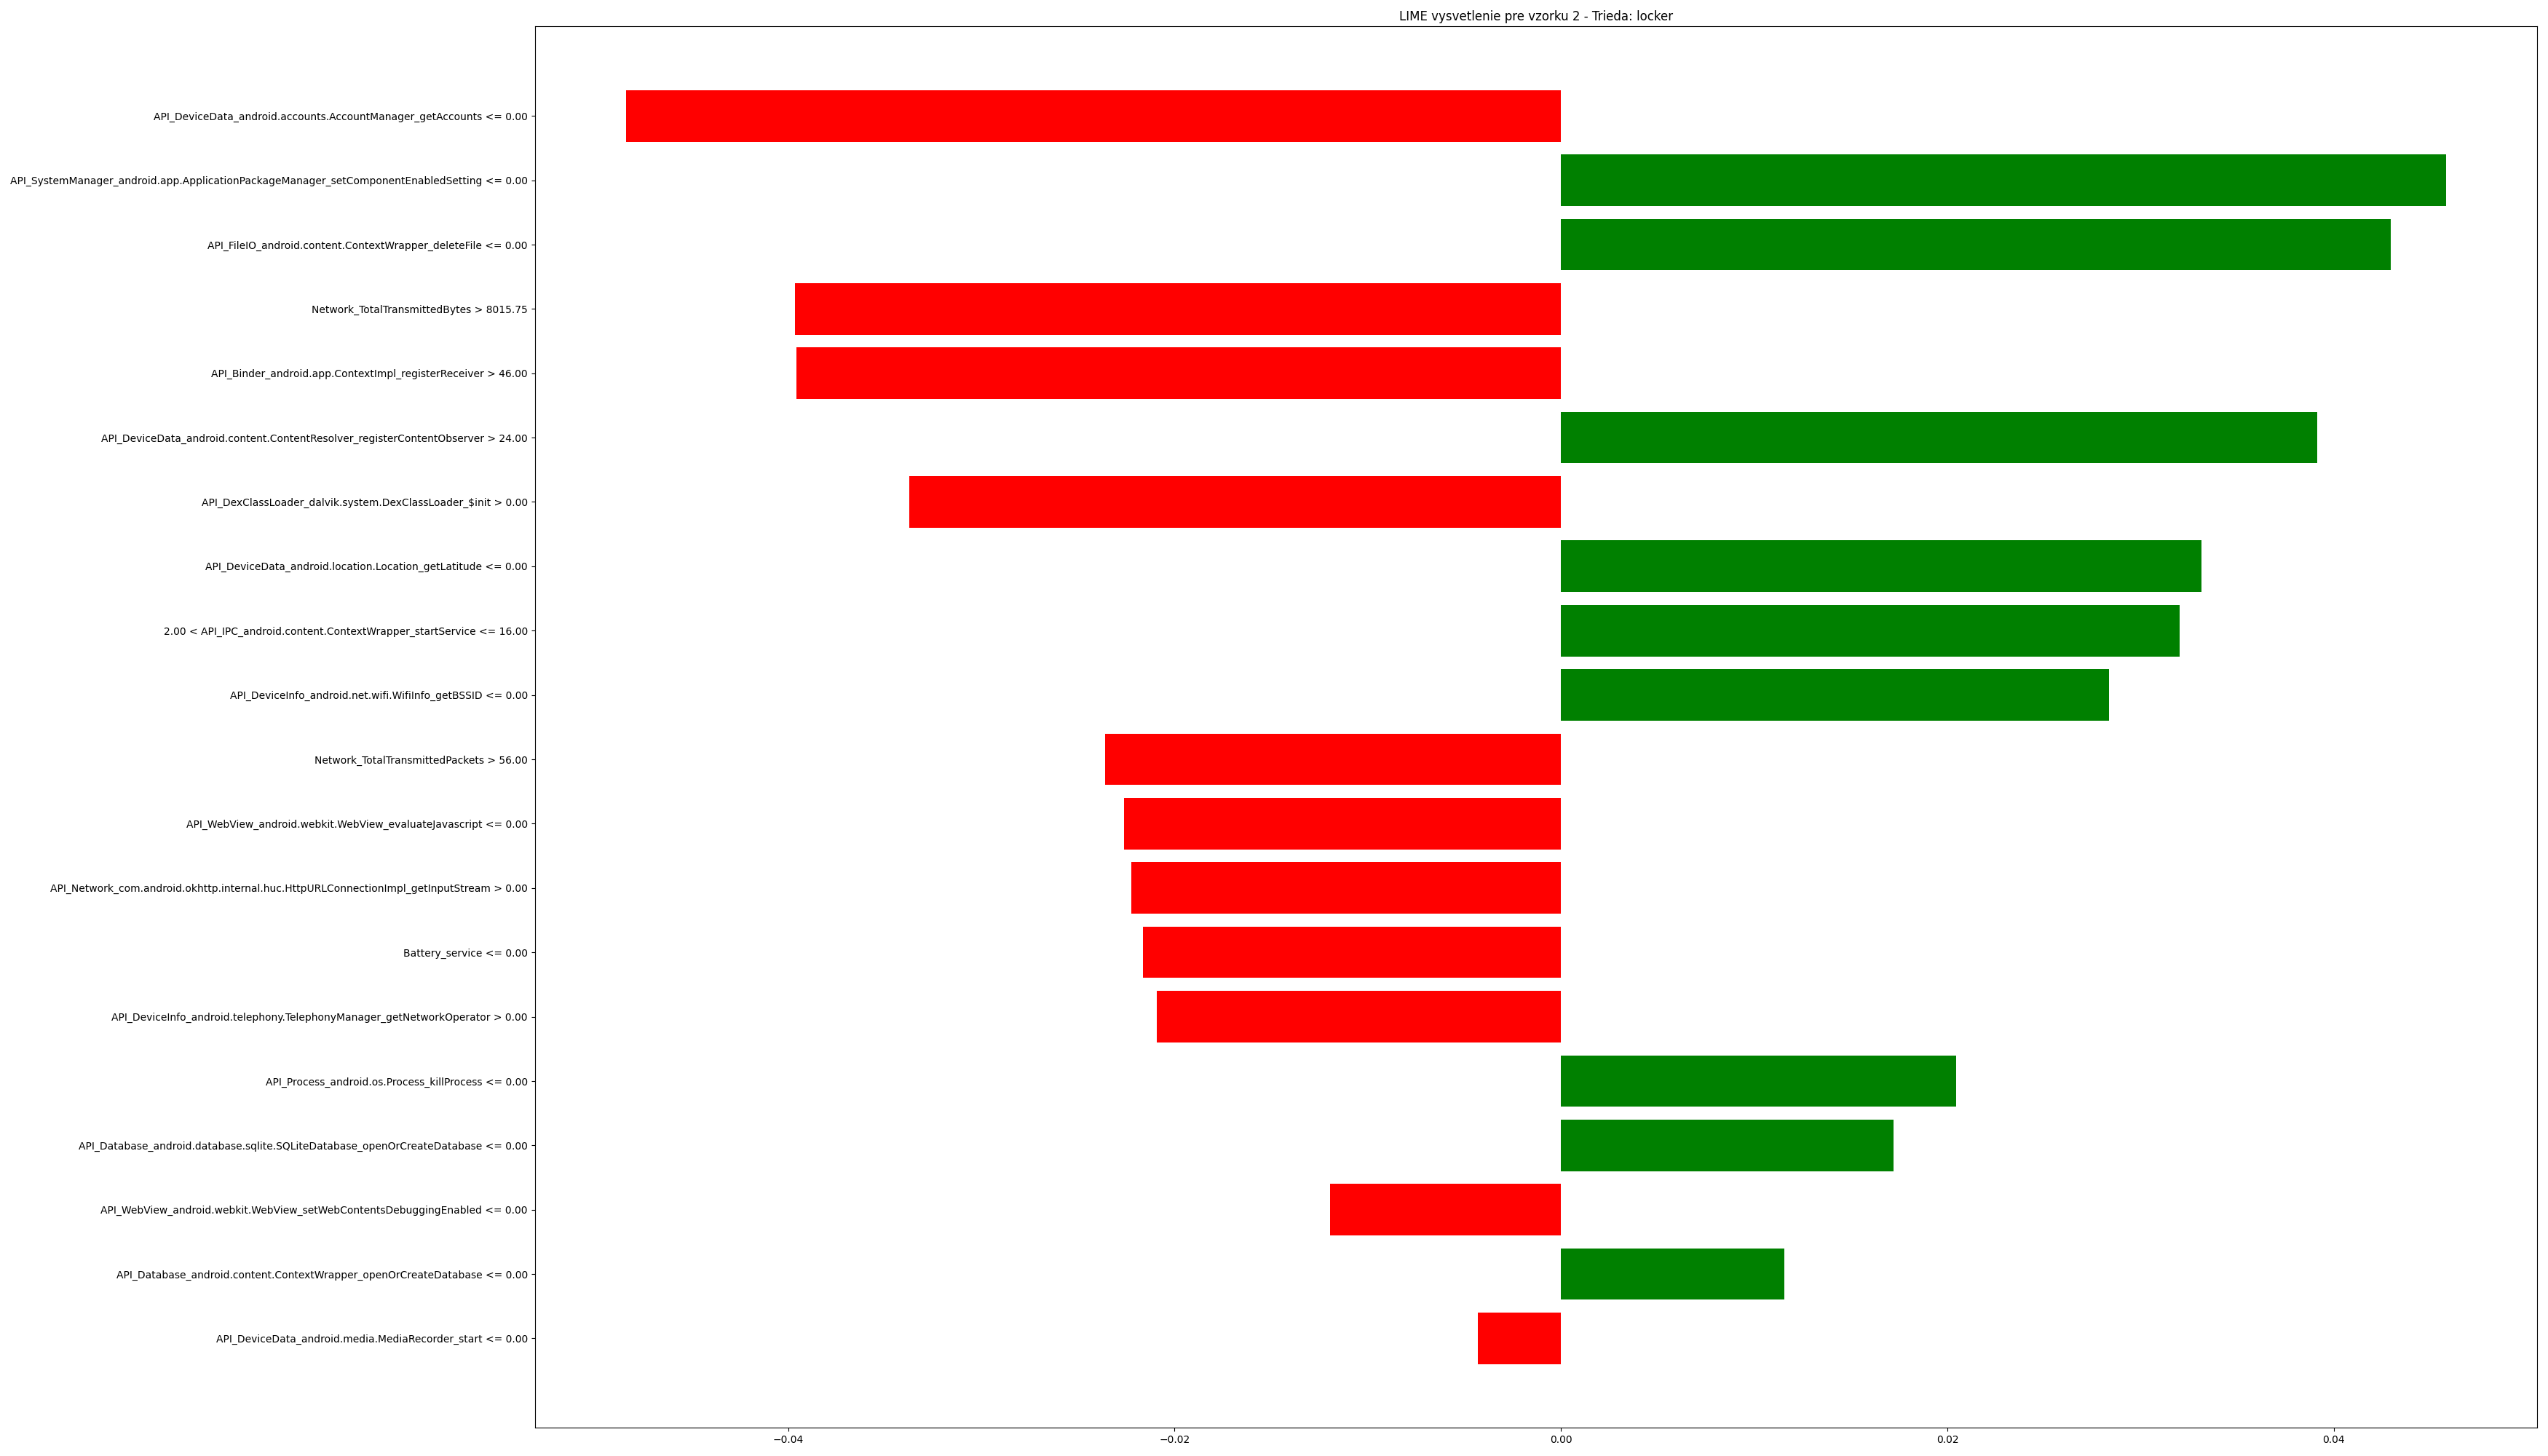 LIME vysvetlenie pre vzorku 2 - Trieda: locker
API_DeviceData_android.accounts.AccountManager_getAccounts <= 0.00
API_SystemManager_android.app.ApplicationPackageManager_setComponentEnabledSetting <= 0.00
API_FileIO_android.content.ContextWrapper_deleteFile <= 0.00
Network_TotalTransmittedBytes > 8015.75
API_Binder_android.app.ContextImpl_registerReceiver > 46.00
API_DeviceData_android.content.ContentResolver_registerContentObserver > 24.00
API_DexClassLoader_dalvik.system.DexClassLoader_$init > 0.00
API_DeviceData_android.location.Location_getLatitude <= 0.00
2.00 < API_IPC_android.content.ContextWrapper_startService <= 16.00
API_DeviceInfo_android.net.wifi.WifiInfo_getBSSID <= 0.00
Network_TotalTransmittedPackets > 56.00
API_WebView_android.webkit.WebView_evaluateJavascript <= 0.00
API_Network_com.android.okhttp.internal.huc.HttpURLConnectionImpl_getInputStream > 0.00
Battery_service <= 0.00
API_DeviceInfo_android.telephony.TelephonyManager_getNetworkOperator > 0.00
API_Process_android.os.Process_killProcess <= 0.00
API_Database_android.database.sqlite.SQLiteDatabase_openOrCreateDatabase <= 0.00
API_WebView_android.webkit.WebView_setWebContentsDebuggingEnabled <= 0.00
API_Database_android.content.ContextWrapper_openOrCreateDatabase <= 0.00
API_DeviceData_android.media.MediaRecorder_start <= 0.00
−0.04 −0.02 0.00 0.02 0.04